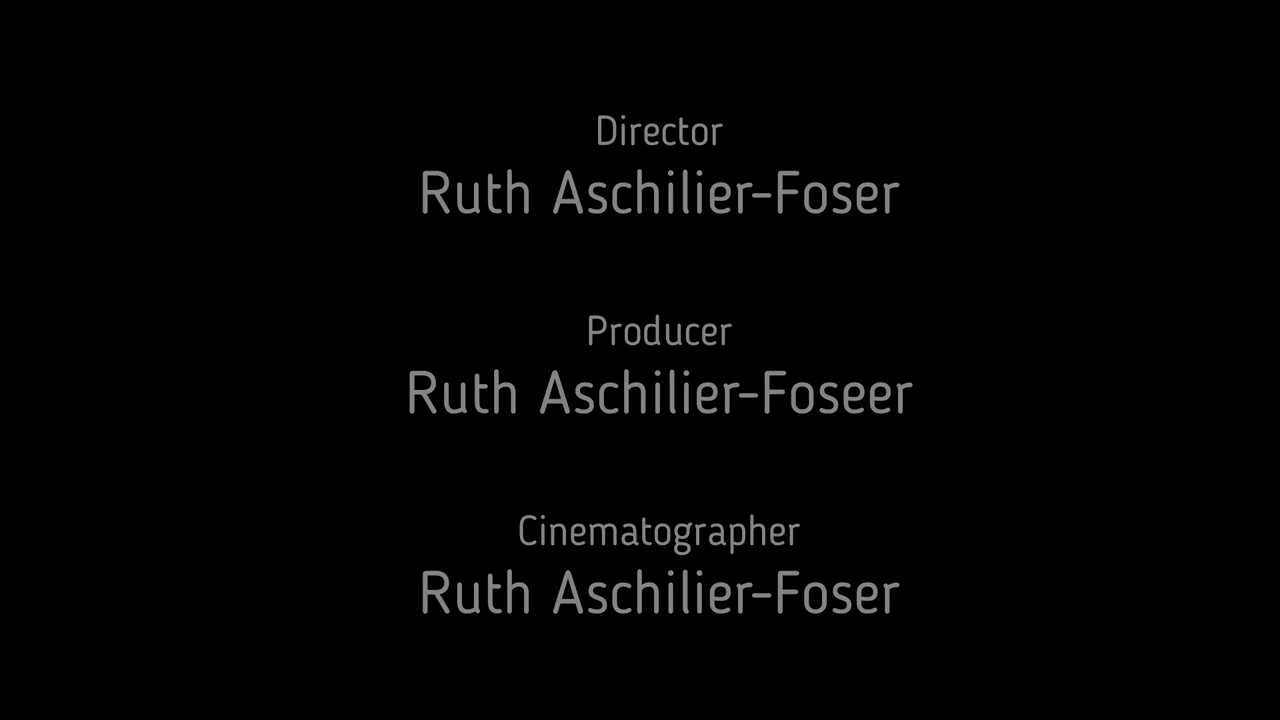 Director
Ruth Aschilier-Foser
Producer
Ruth Aschilier-Foseer
Cinematographer
Ruth Aschilier-Foser